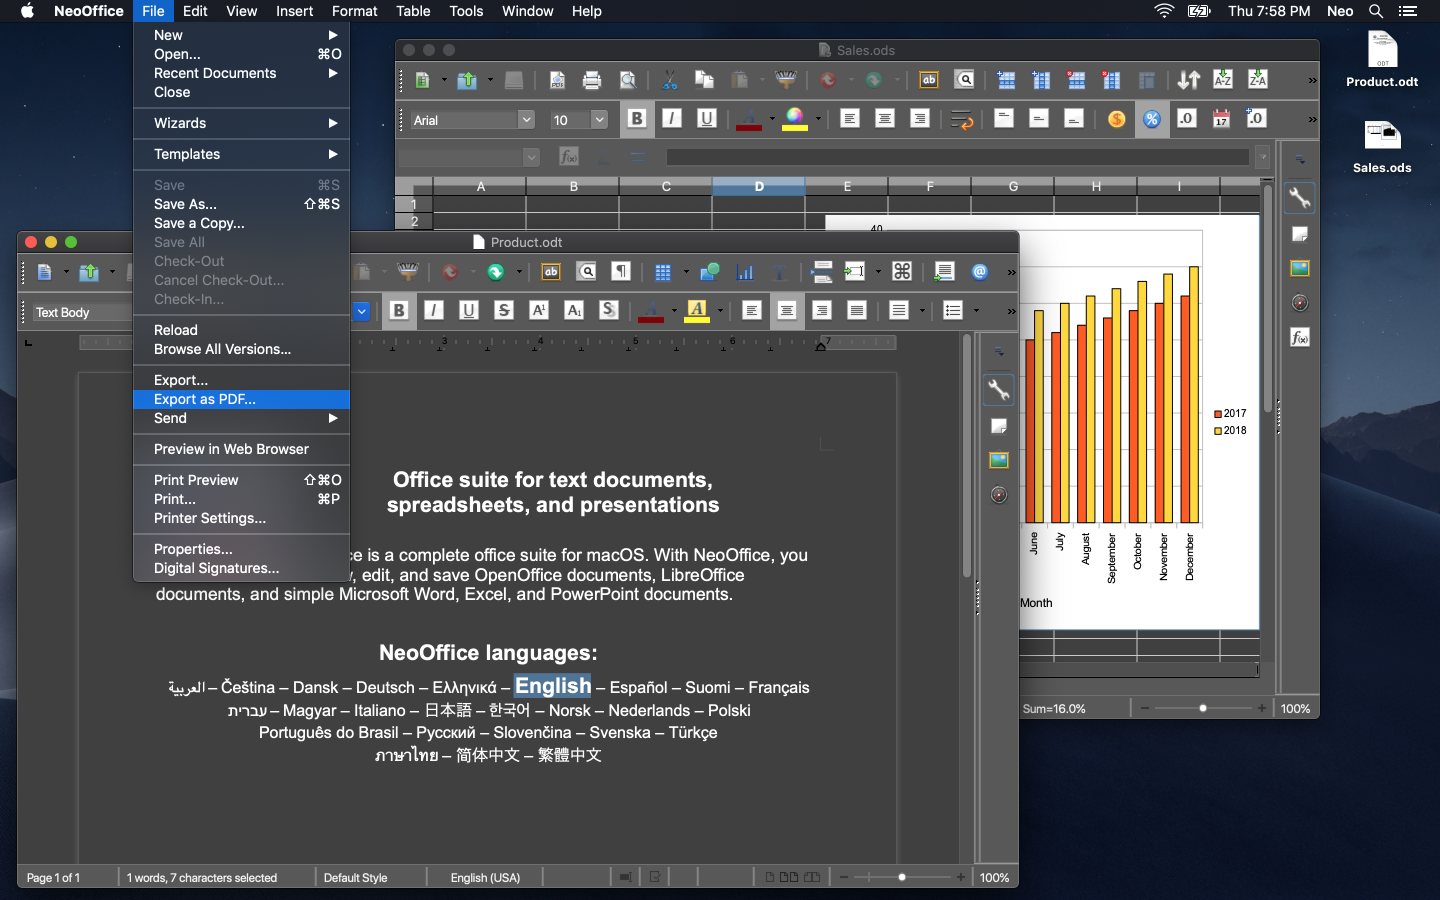 NeoOffice File Edit View Insert Format Table Tools Window Help Thu 7:58 PM Neo
New
Open... ⌘O
Recent Documents
Close
Wizards
Templates
Save ⌘S
Save As... ⇧⌘S
Save a Copy...
Save All
Check-Out
Cancel Check-Out...
Check-In...
Reload
Browse All Versions...
Export...
Export as PDF...
Send
Preview in Web Browser
Print Preview ⇧⌘O
Print... ⌘P
Printer Settings...
Properties...
Digital Signatures...
Product.odt
Sales.ods
Sales.ods
Arial 10 B I U
A B C D E F G H I
1
2
40
2017
2018
June July August September October November December
Month
Sum=16.0% 100%
Product.odt
Text Body B I U S
3 4 5 6 7
Office suite for text documents,
spreadsheets, and presentations
is a complete office suite for macOS. With NeoOffice, you
, edit, and save OpenOffice documents, LibreOffice
documents, and simple Microsoft Word, Excel, and PowerPoint documents.
NeoOffice languages:
العربية – Čeština – Dansk – Deutsch – Ελληνικά – English – Español – Suomi – Français
עברית – Magyar – Italiano – 日本語 – 한국어 – Norsk – Nederlands – Polski
Português do Brasil – Русский – Slovenčina – Svenska – Türkçe
ภาษาไทย – 简体中文 – 繁體中文
Page 1 of 1 1 words, 7 characters selected Default Style English (USA) 100%